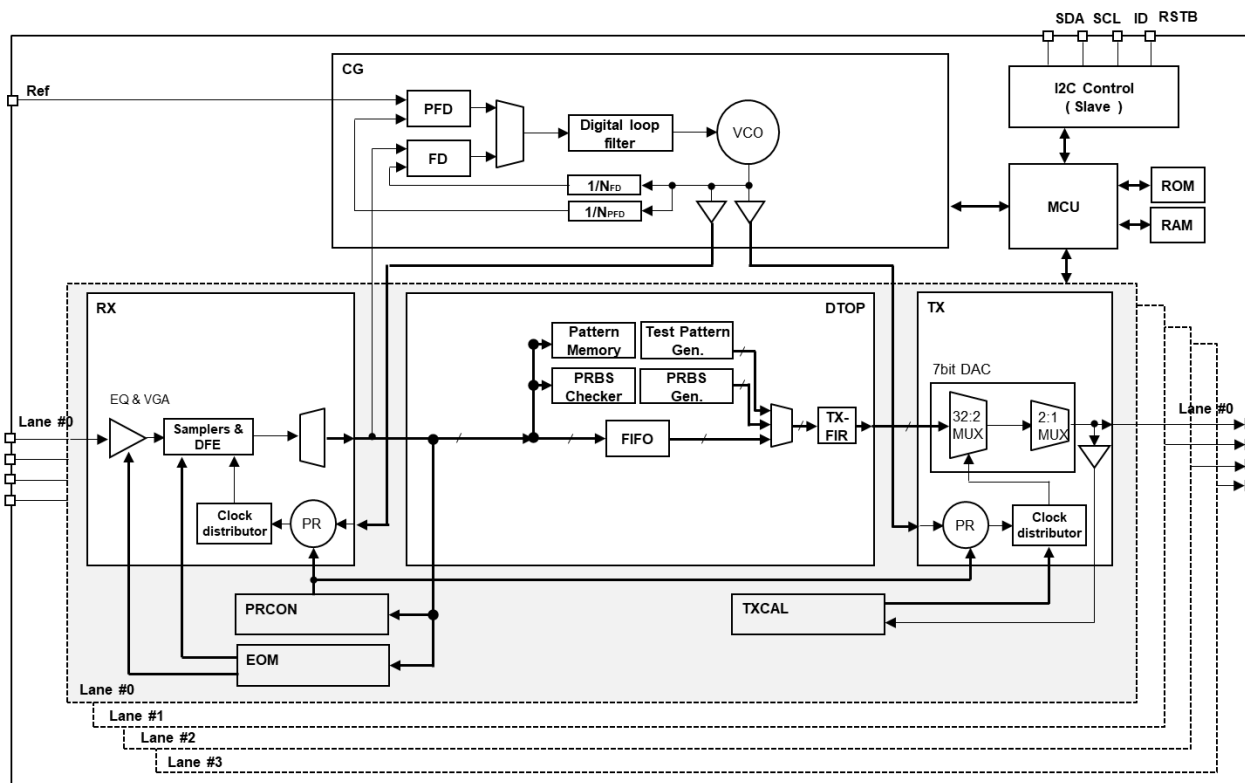 SDA SCL ID RSTB
CG
I2C Control
( Slave )
Ref
PFD
Digital loop
filter
VCO
FD
1/NFD
1/NPFD
MCU
ROM
RAM
RX
DTOP
TX
Pattern
Memory
Test Pattern
Gen.
PRBS
Checker
PRBS
Gen.
7bit DAC
EQ & VGA
Lane #0
Samplers &
DFE
FIFO
TX-
FIR
32:2
MUX
2:1
MUX
Lane #0
Clock
distributor
PR
PR
Clock
distributor
PRCON
TXCAL
EOM
Lane #0
Lane #1
Lane #2
Lane #3